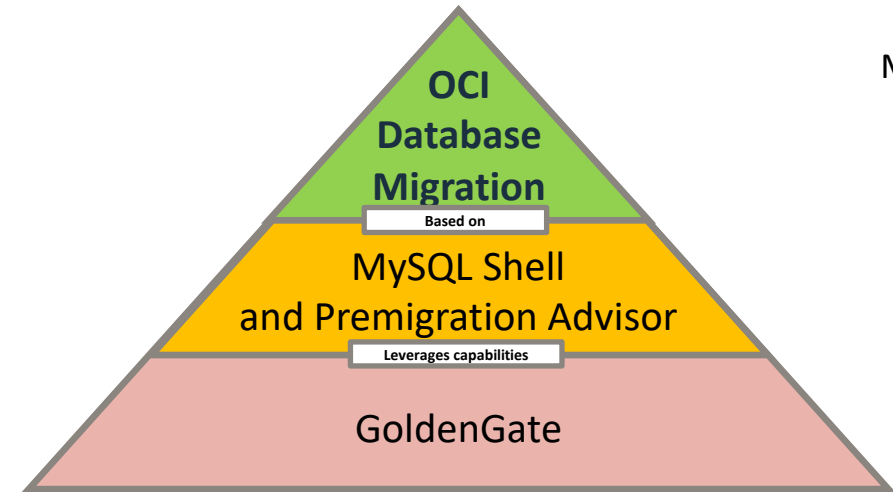 OCI
Database
Migration
Based on
MySQL Shell
and Premigration Advisor
Leverages capabilities
GoldenGate